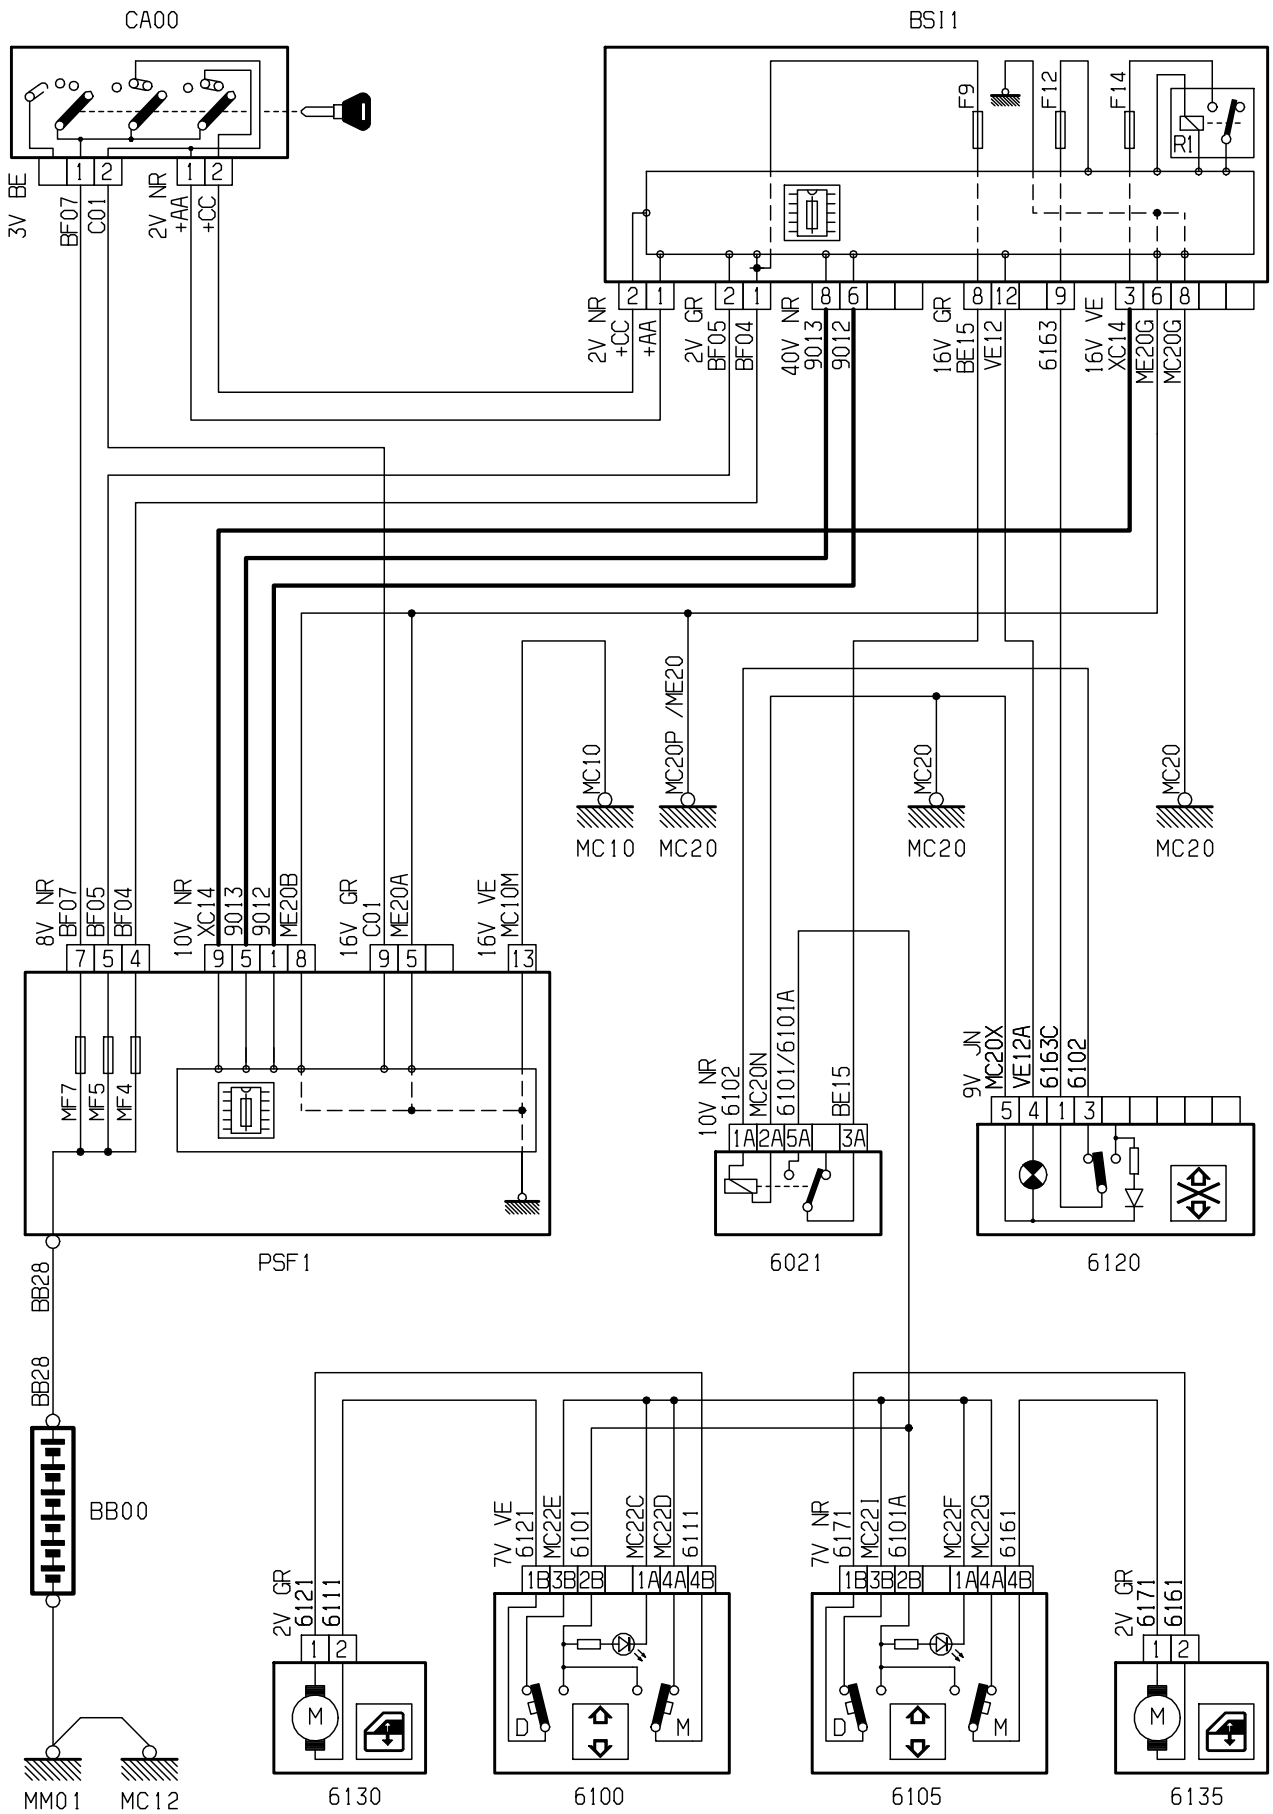 CA00
BSI1
F9
F12
F14
R1
1
2
1
2
3V BE
BF07
C01
2V NR
+AA
+CC
2
1
2
1
8
6
8
12
9
3
6
8
2V NR
+CC
+AA
2V GR
BF05
BF04
40V NR
9013
9012
16V GR
BE15
VE12
6163
16V VE
XC14
ME20G
MC20G
MC10
MC20P /ME20
MC20
MC20
MC10
MC20
MC20
MC20
8V NR
BF07
BF05
BF04
10V NR
XC14
9013
9012
ME20B
16V GR
C01
ME20A
16V VE
MC10M
7
5
4
9
5
1
8
9
5
13
MF7
MF5
MF4
PSF1
10V NR
6102
MC20N
6101/6101A
BE15
1A
2A
5A
3A
6021
9V JN
MC20X
VE12A
6163C
6102
5
4
1
3
6120
BB28
BB28
BB00
MM01
MC12
2V GR
6121
6111
1
2
M
6130
7V VE
6121
MC22E
6101
MC22C
MC22D
6111
1B
3B
2B
1A
4A
4B
D
M
6100
7V NR
6171
MC22I
6101A
MC22F
MC22G
6161
1B
3B
2B
1A
4A
4B
D
M
6105
2V GR
6171
6161
1
2
M
6135